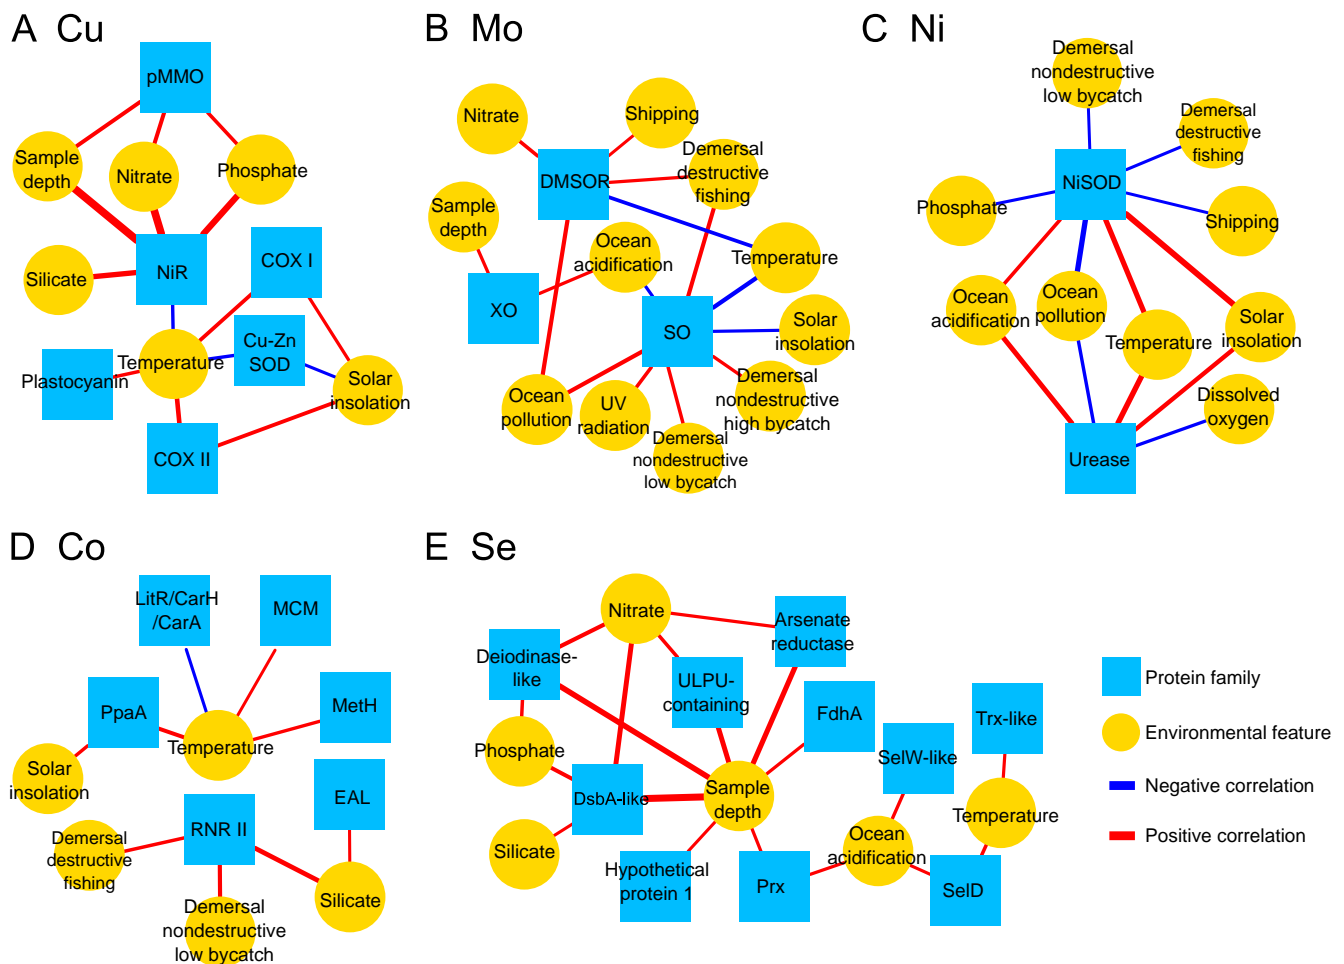 A Cu
pMMO
Sample
depth
Nitrate
Phosphate
Silicate
NiR
COX I
Temperature
Cu-Zn
SOD
Plastocyanin
Solar
insolation
COX II
B Mo
Nitrate
Shipping
Demersal
destructive
fishing
DMSOR
Sample
depth
Ocean
acidification
Temperature
XO
SO
Solar
insolation
Ocean
pollution
UV
radiation
Demersal
nondestructive
high bycatch
Demersal
nondestructive
low bycatch
C Ni
Demersal
nondestructive
low bycatch
Demersal
destructive
fishing
NiSOD
Phosphate
Shipping
Ocean
acidification
Ocean
pollution
Temperature
Solar
insolation
Dissolved
oxygen
Urease
D Co
LitR/CarH
/CarA
MCM
PpaA
MetH
Temperature
Solar
insolation
EAL
RNR II
Demersal
destructive
fishing
Silicate
Demersal
nondestructive
low bycatch
E Se
Nitrate
Arsenate
reductase
Deiodinase-
like
ULPU-
containing
FdhA
Trx-like
Phosphate
SelW-like
DsbA-like
Sample
depth
Temperature
Silicate
Ocean
acidification
Hypothetical
protein 1
Prx
SelD
Protein family
Environmental feature
Negative correlation
Positive correlation